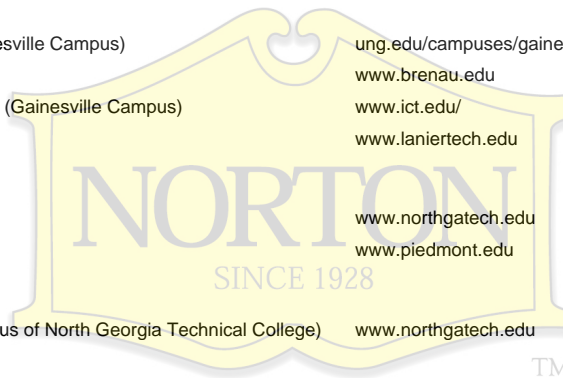 esville Campus) ung.edu/campuses/gaine
www.brenau.edu
(Gainesville Campus) www.ict.edu/
www.laniertech.edu
NORTON
www.northgatech.edu
www.piedmont.edu
SINCE 1928
us of North Georgia Technical College) www.northgatech.edu
TM